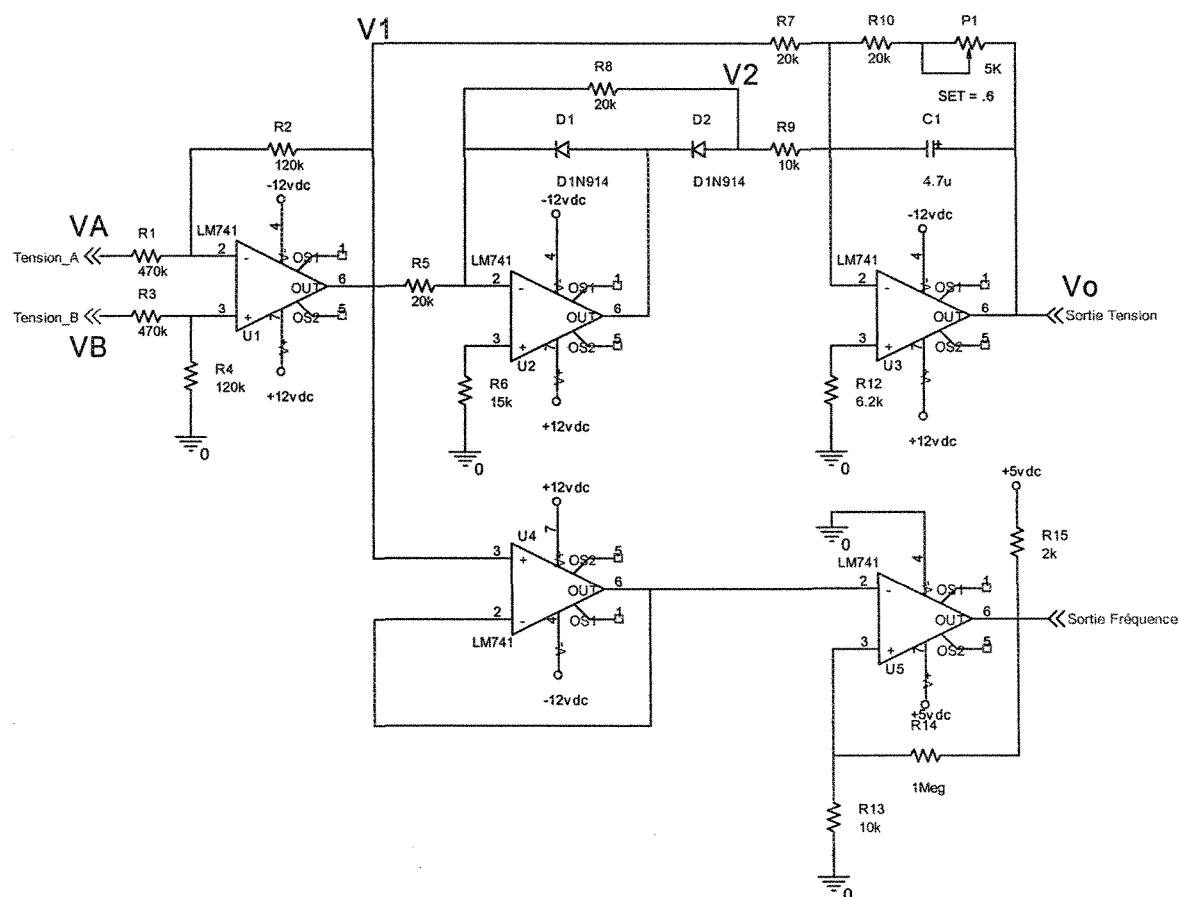 V1
R7
20k
R10
20k
P1
5K
SET = .6
R8
20k
V2
D1
D1N914
D2
D1N914
R9
10k
C1
+
4.7u
R2
120k
VA
Tension_A
R1
470k
Tension_B
VB
R3
470k
R4
120k
0
-12vdc
LM741
4
V-
2
-
3
+
OS1
1
OUT
6
OS2
5
7
V+
U1
+12vdc
R5
20k
-12vdc
LM741
4
V-
2
-
3
+
OS1
1
OUT
6
OS2
5
7
V+
U2
+12vdc
R6
15k
0
-12vdc
LM741
4
V-
2
-
3
+
OS1
1
OUT
6
OS2
5
7
V+
U3
+12vdc
R12
6.2k
0
Vo
Sortie Tension
+12vdc
U4
7
V+
3
+
2
-
OS2
5
OUT
6
OS1
1
4
V-
LM741
-12vdc
0
LM741
4
V-
2
-
3
+
OS1
1
OUT
6
OS2
5
7
V+
U5
+5vdc
+5vdc
R15
2k
Sortie Fréquence
R14
1Meg
R13
10k
0